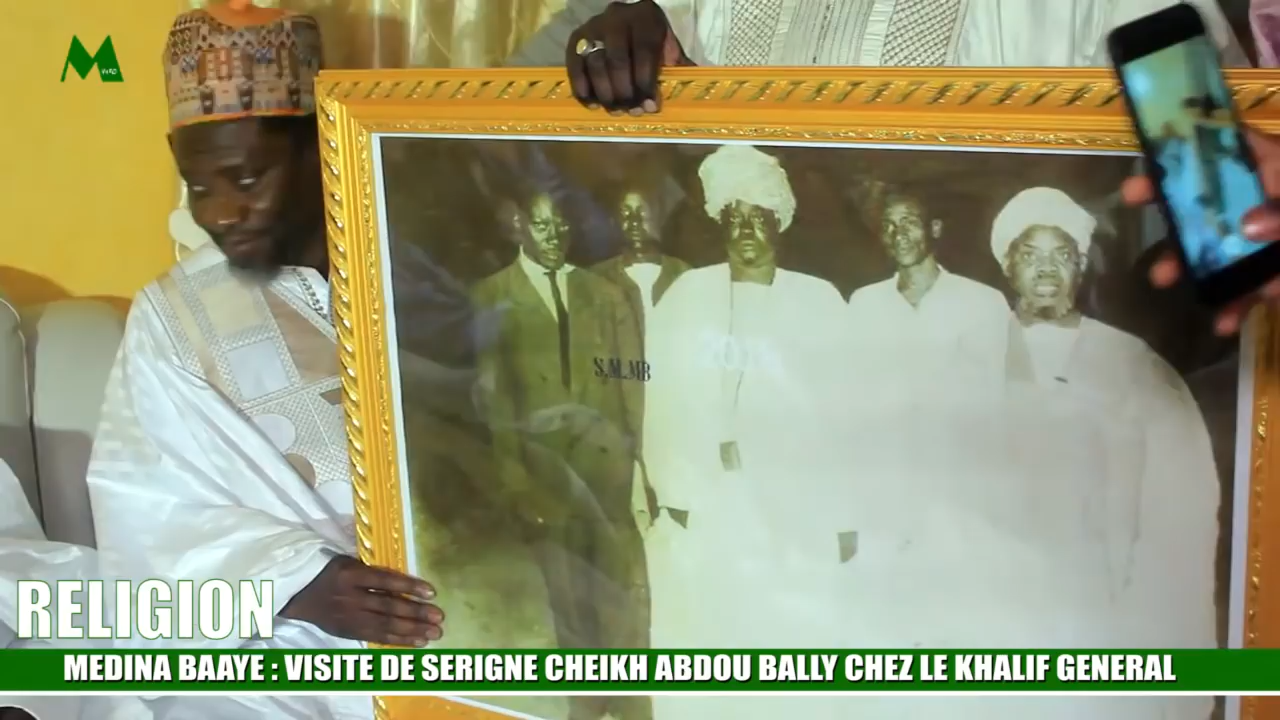 M
S.M.MB
RELIGION
MEDINA BAAYE : VISITE DE SERIGNE CHEIKH ABDOU BALLY CHEZ LE KHALIF GENERAL